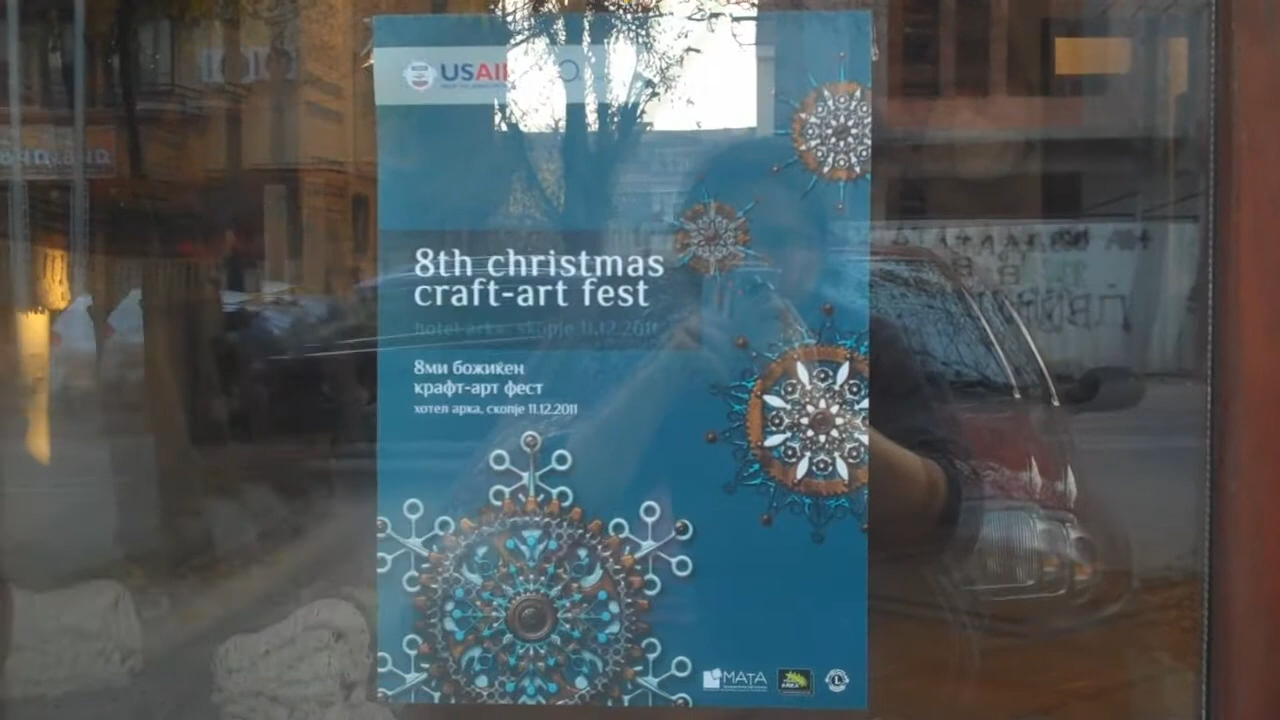 USAID
8th christmas
craft-art fest
hotel arka, skopje 11.12.2011
8ми божиќен
крафт-арт фест
хотел арка, скопје 11.12.2011
MATA
ARKA
L